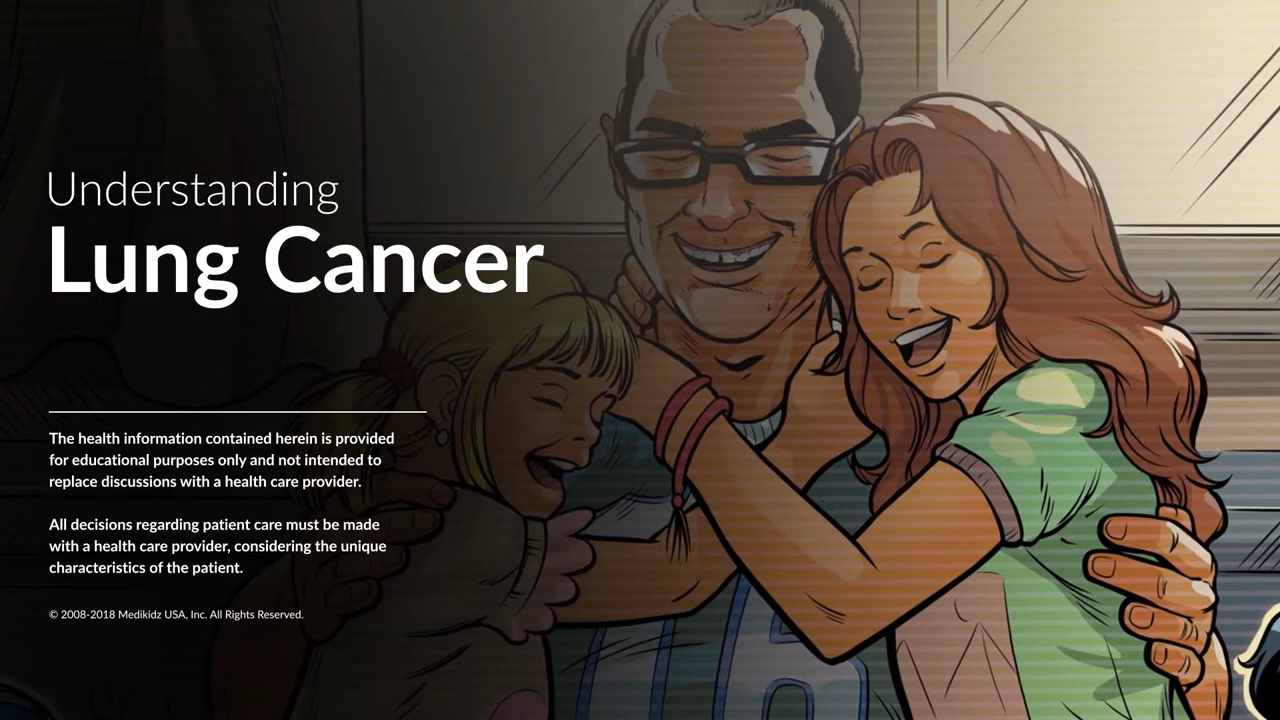 Understanding
Lung Cancer
The health information contained herein is provided
for educational purposes only and not intended to
replace discussions with a health care provider.
All decisions regarding patient care must be made
with a health care provider, considering the unique
characteristics of the patient.
© 2008-2018 Medikidz USA, Inc. All Rights Reserved.